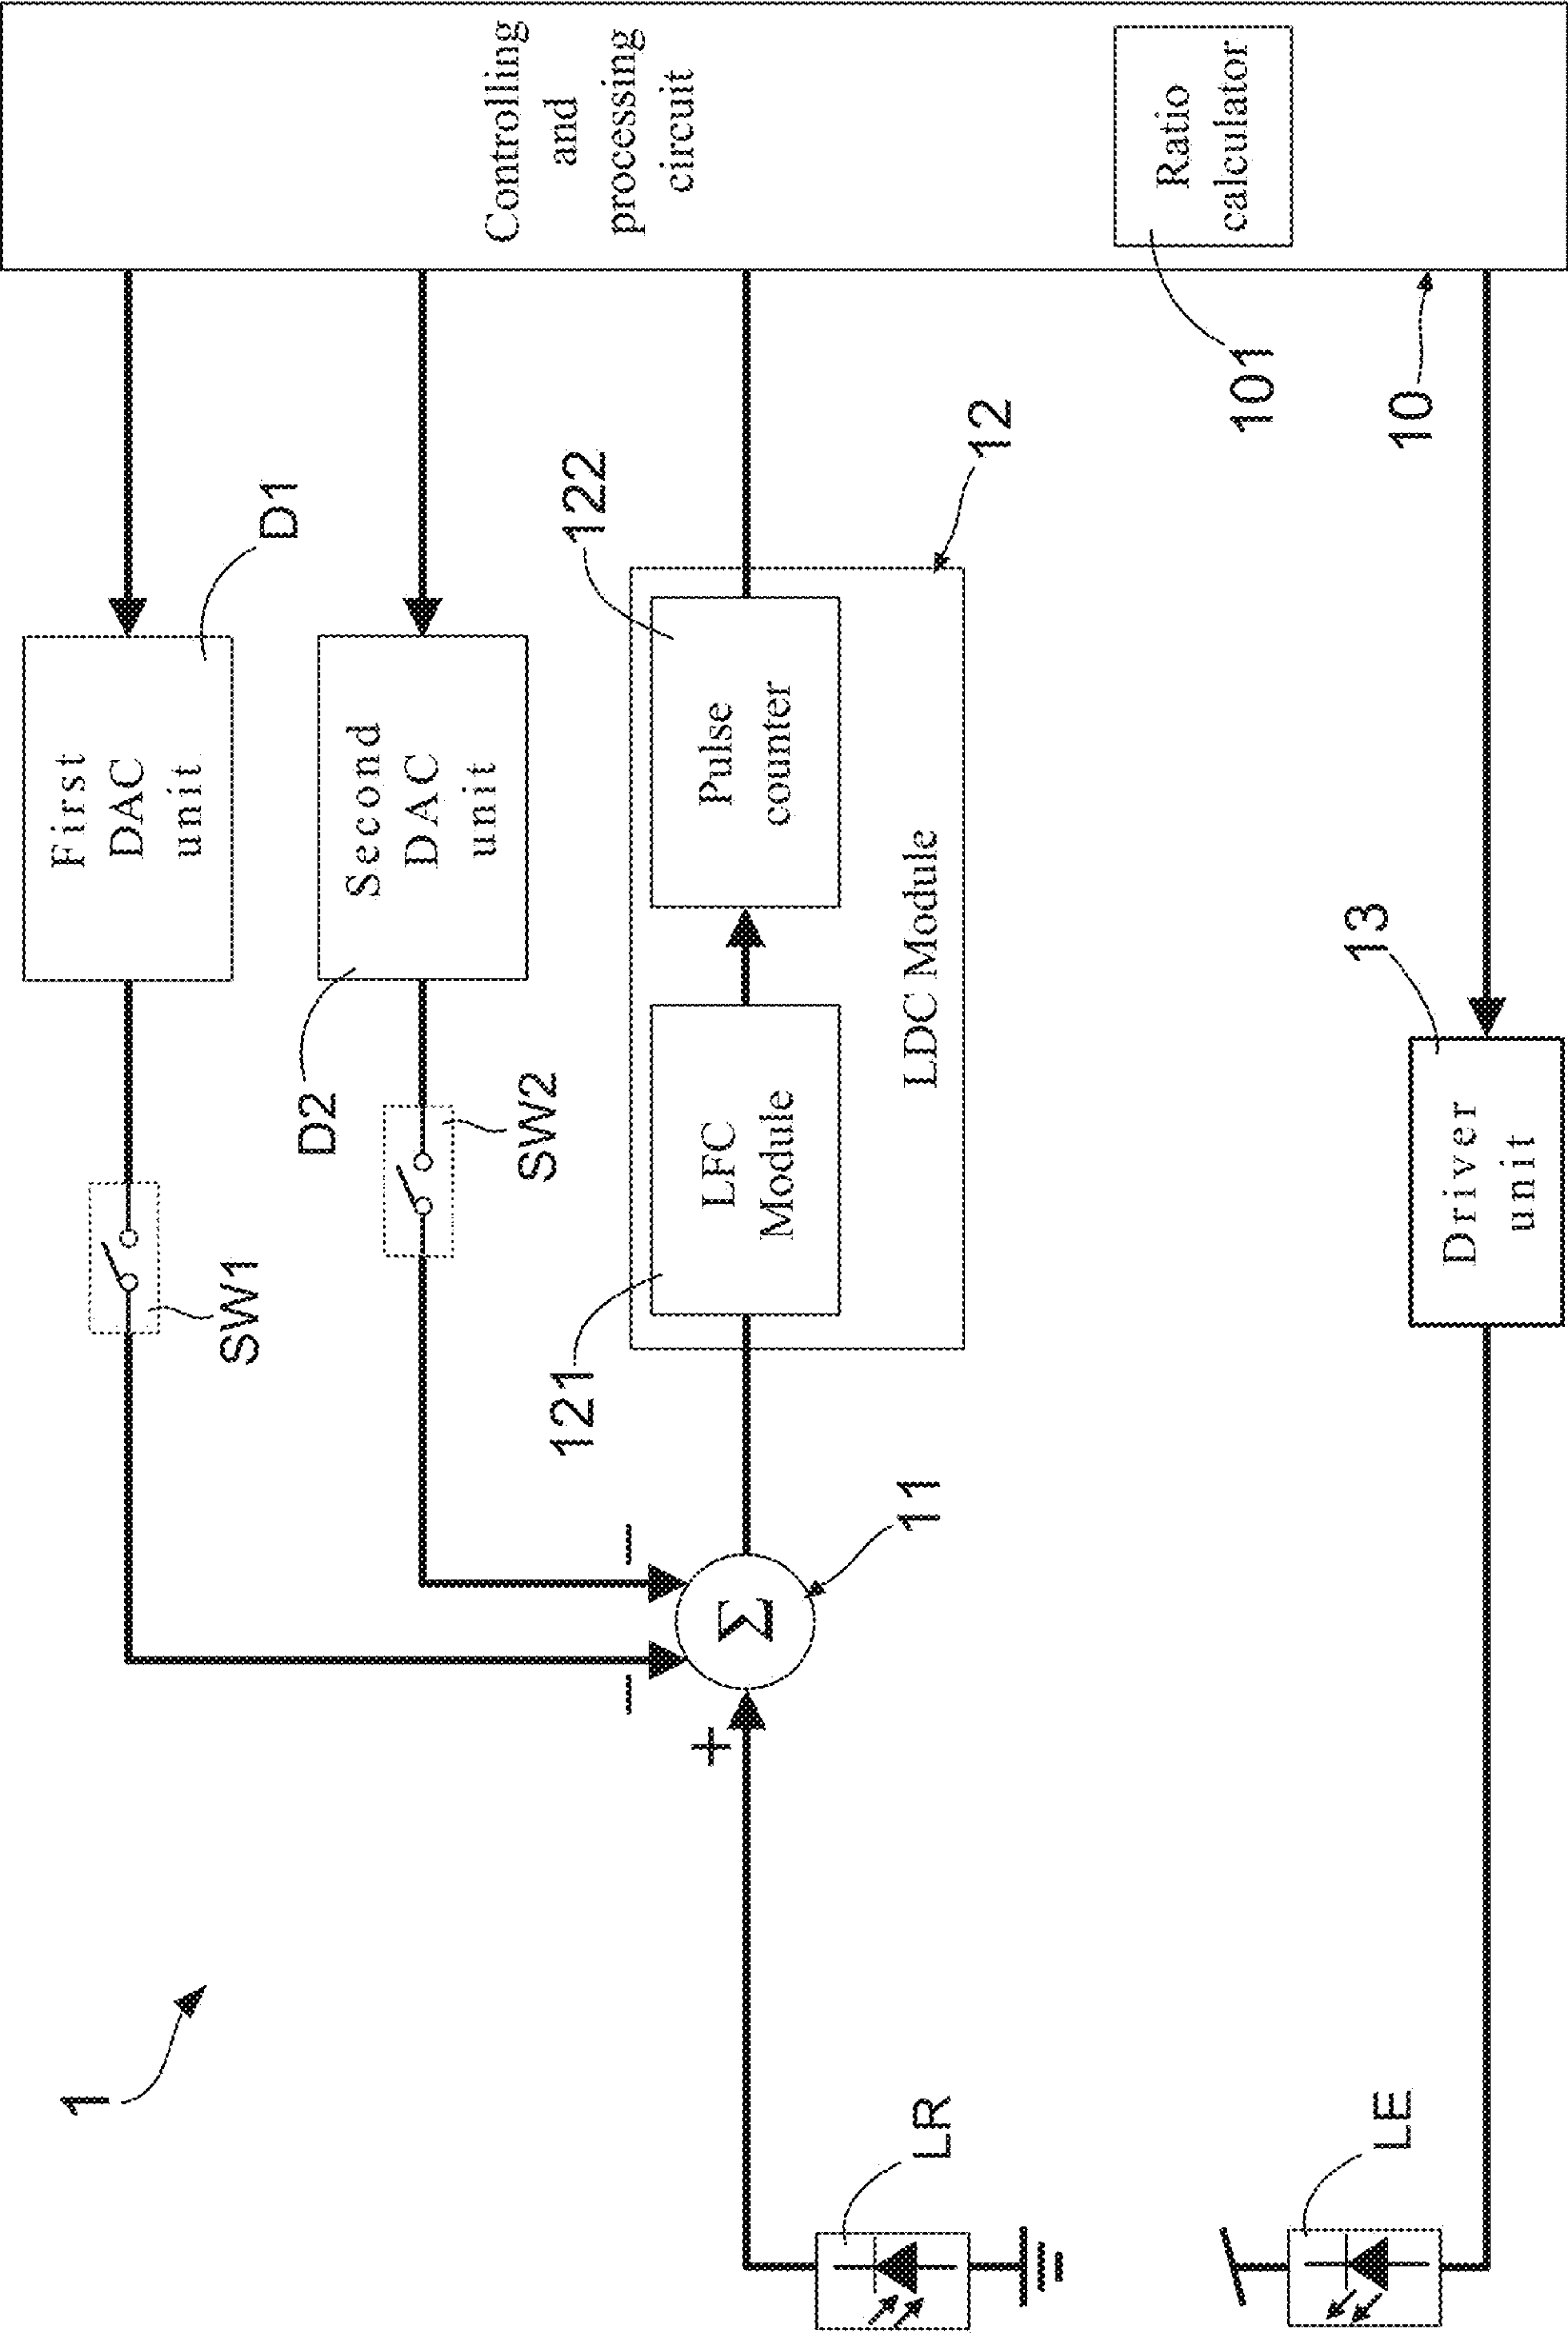 1
SW1
First
DAC
unit
D1
D2
Second
DAC
unit
SW2
Controlling
and
processing
circuit
121
LFC
Module
Pulse
counter
122
LDC Module
12
+
−
−
Σ
11
LR
Ratio
calculator
101
10
LE
Driver
unit
13